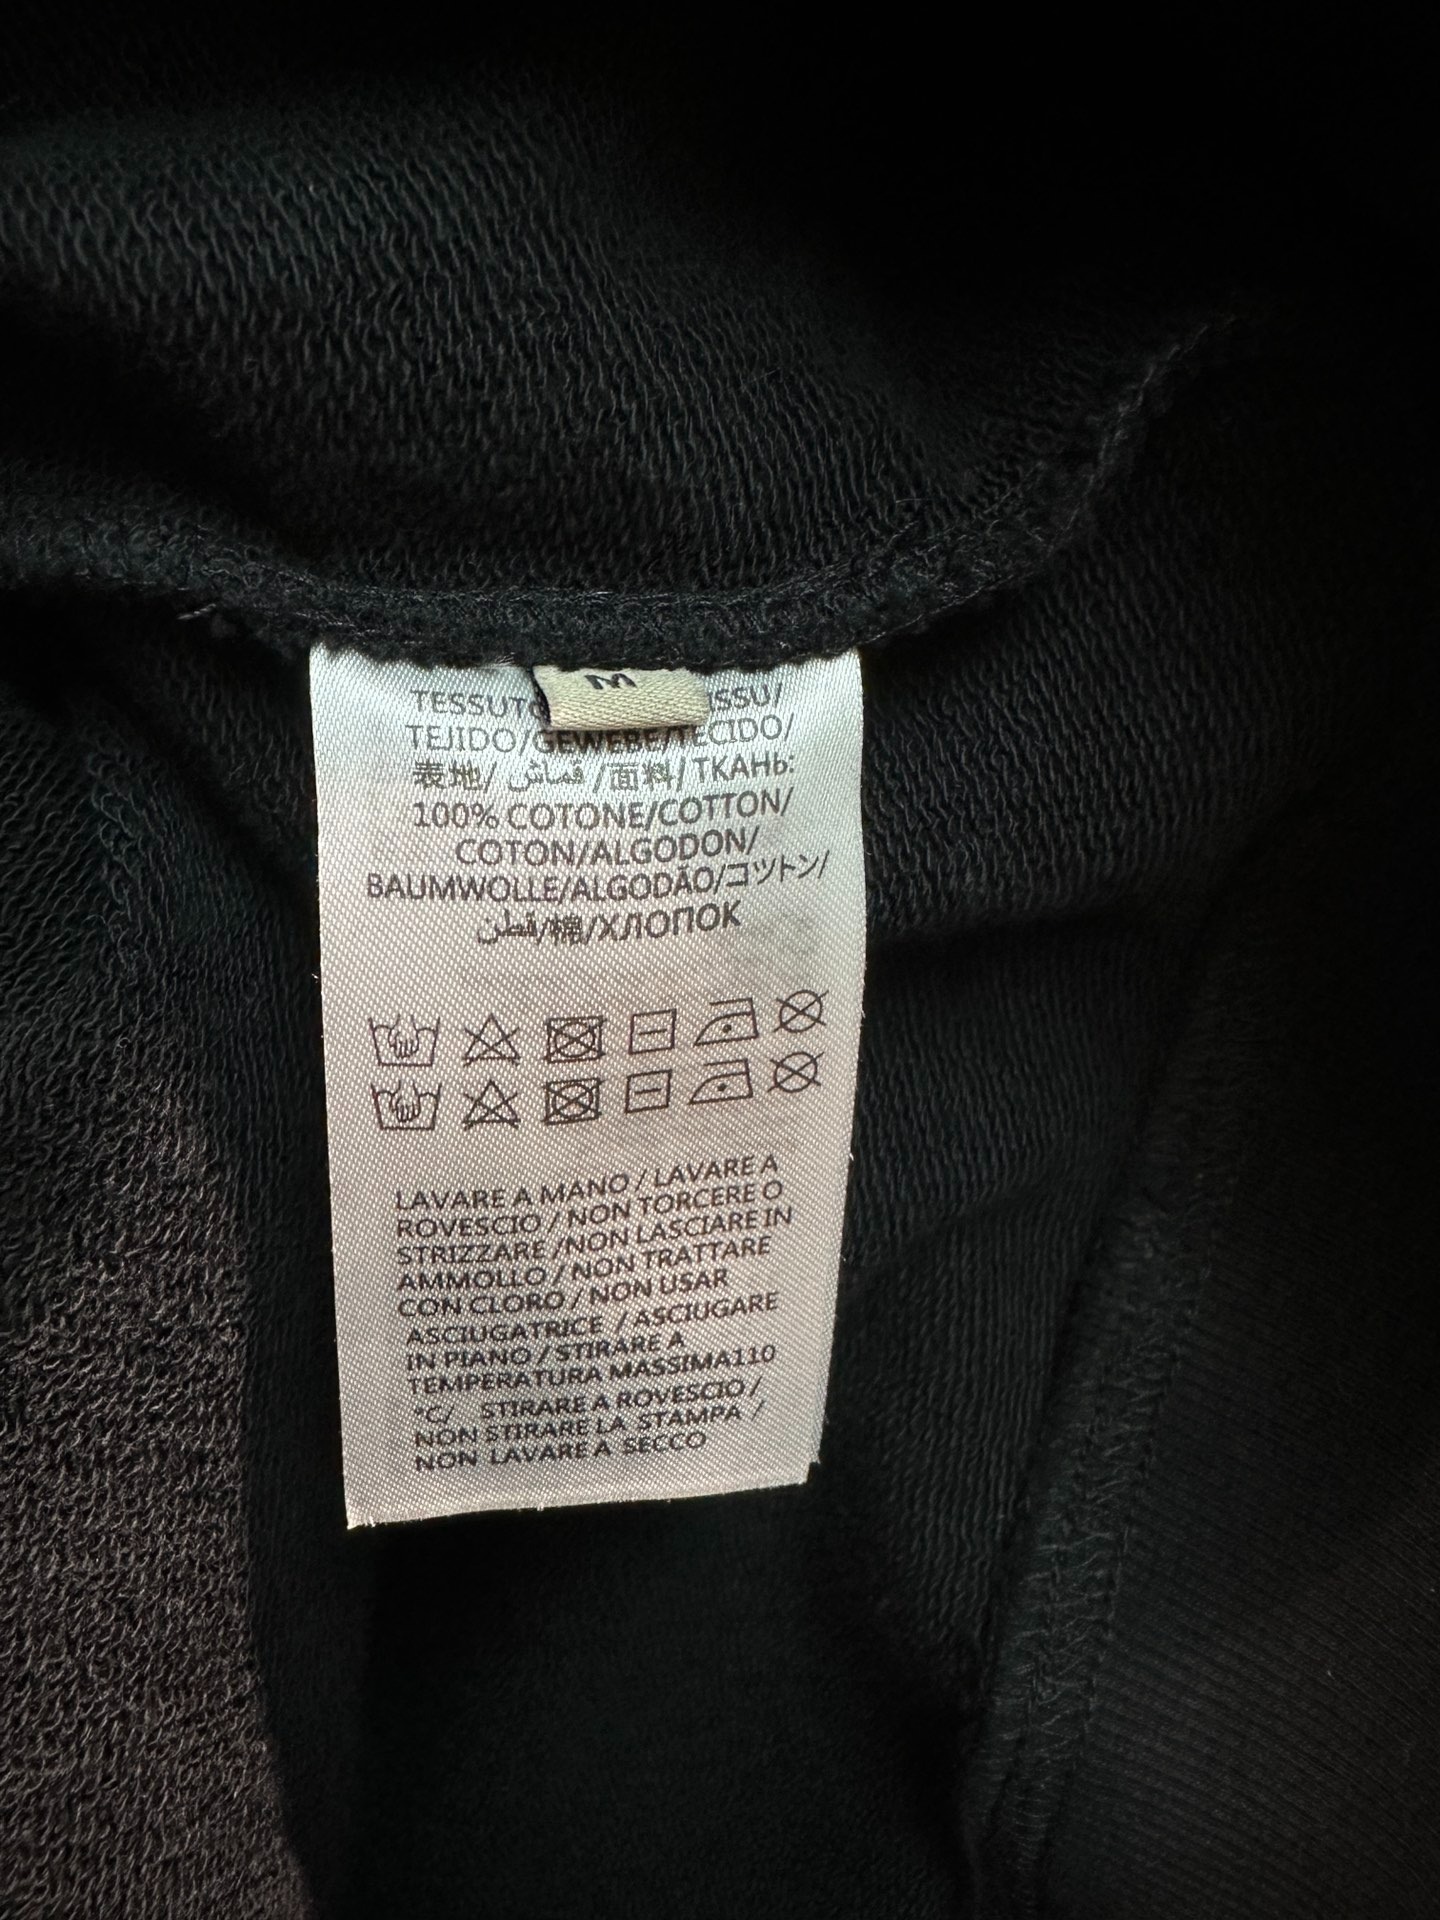 M
TESSUTO ISSU/
TEJIDO/GEWEBE/TECIDO/
表地/ قماش /面料/ТКАНЬ:
100% COTONE/COTTON/
COTON/ALGODON/
BAUMWOLLE/ALGODÃO/コットン/
قطن/棉/ХЛОПОК
LAVARE A MANO / LAVARE A
ROVESCIO / NON TORCERE O
STRIZZARE /NON LASCIARE IN
AMMOLLO / NON TRATTARE
CON CLORO / NON USAR
ASCIUGATRICE / ASCIUGARE
IN PIANO / STIRARE A
TEMPERATURA MASSIMA110
°C/ STIRARE A ROVESCIO /
NON STIRARE LA STAMPA /
NON LAVARE A SECCO